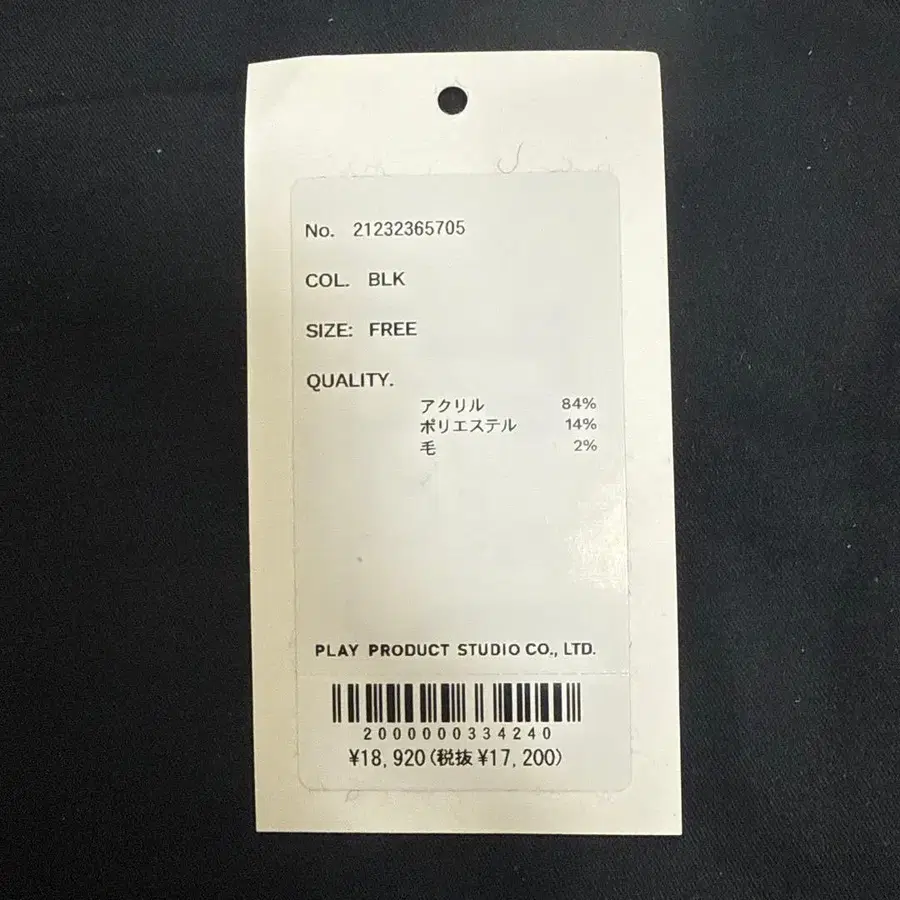 No. 21232365705
COL. BLK
SIZE: FREE
QUALITY.
アクリル 84%
ポリエステル 14%
毛 2%
PLAY PRODUCT STUDIO CO., LTD.
2000000334240
¥18,920(税抜¥17,200)